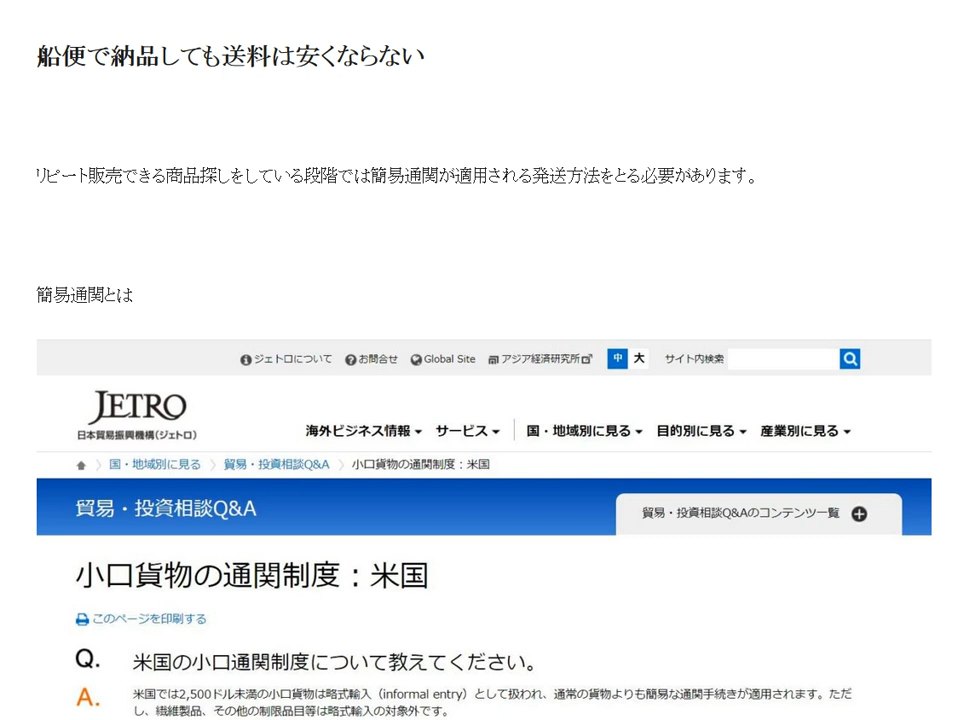 船便で納品しても送料は安くならない
リピート販売できる商品探しをしている段階では簡易通関が適用される発送方法をとる必要があります。
簡易通関とは
ジェトロについて お問合せ Global Site アジア経済研究所 中 大 サイト内検索
JETRO
日本貿易振興機構(ジェトロ)
海外ビジネス情報 サービス 国・地域別に見る 目的別に見る 産業別に見る
国・地域別に見る 貿易・投資相談Q&A 小口貨物の通関制度：米国
貿易・投資相談Q&A
貿易・投資相談Q&Aのコンテンツ一覧
小口貨物の通関制度：米国
このページを印刷する
Q. 米国の小口通関制度について教えてください。
A. 米国では2,500ドル未満の小口貨物は略式輸入（informal entry）として扱われ、通常の貨物よりも簡易な通関手続きが適用されます。ただ
し、繊維製品、その他の制限品目等は略式輸入の対象外です。